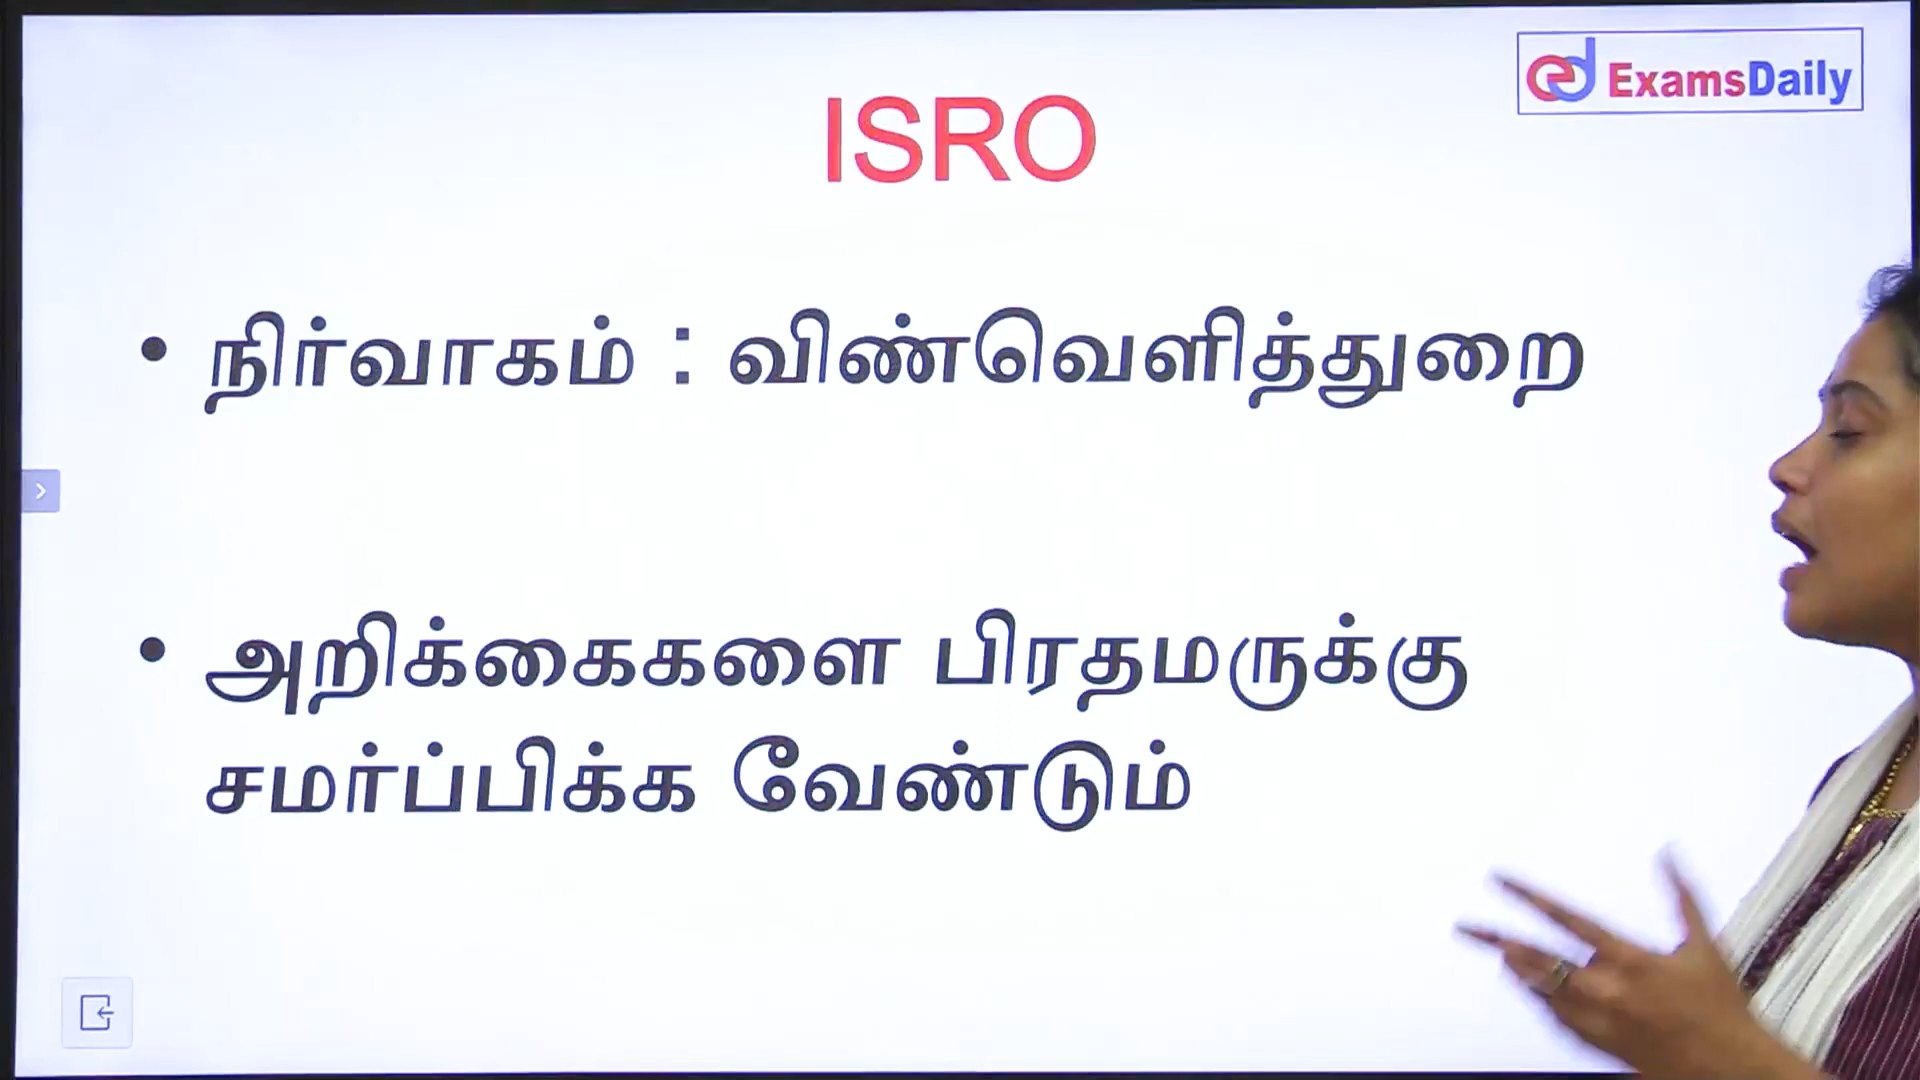 ExamsDaily
ISRO
• நிர்வாகம் : விண்வெளித்துறை
• அறிக்கைகளை பிரதமருக்கு
சமர்ப்பிக்க வேண்டும்